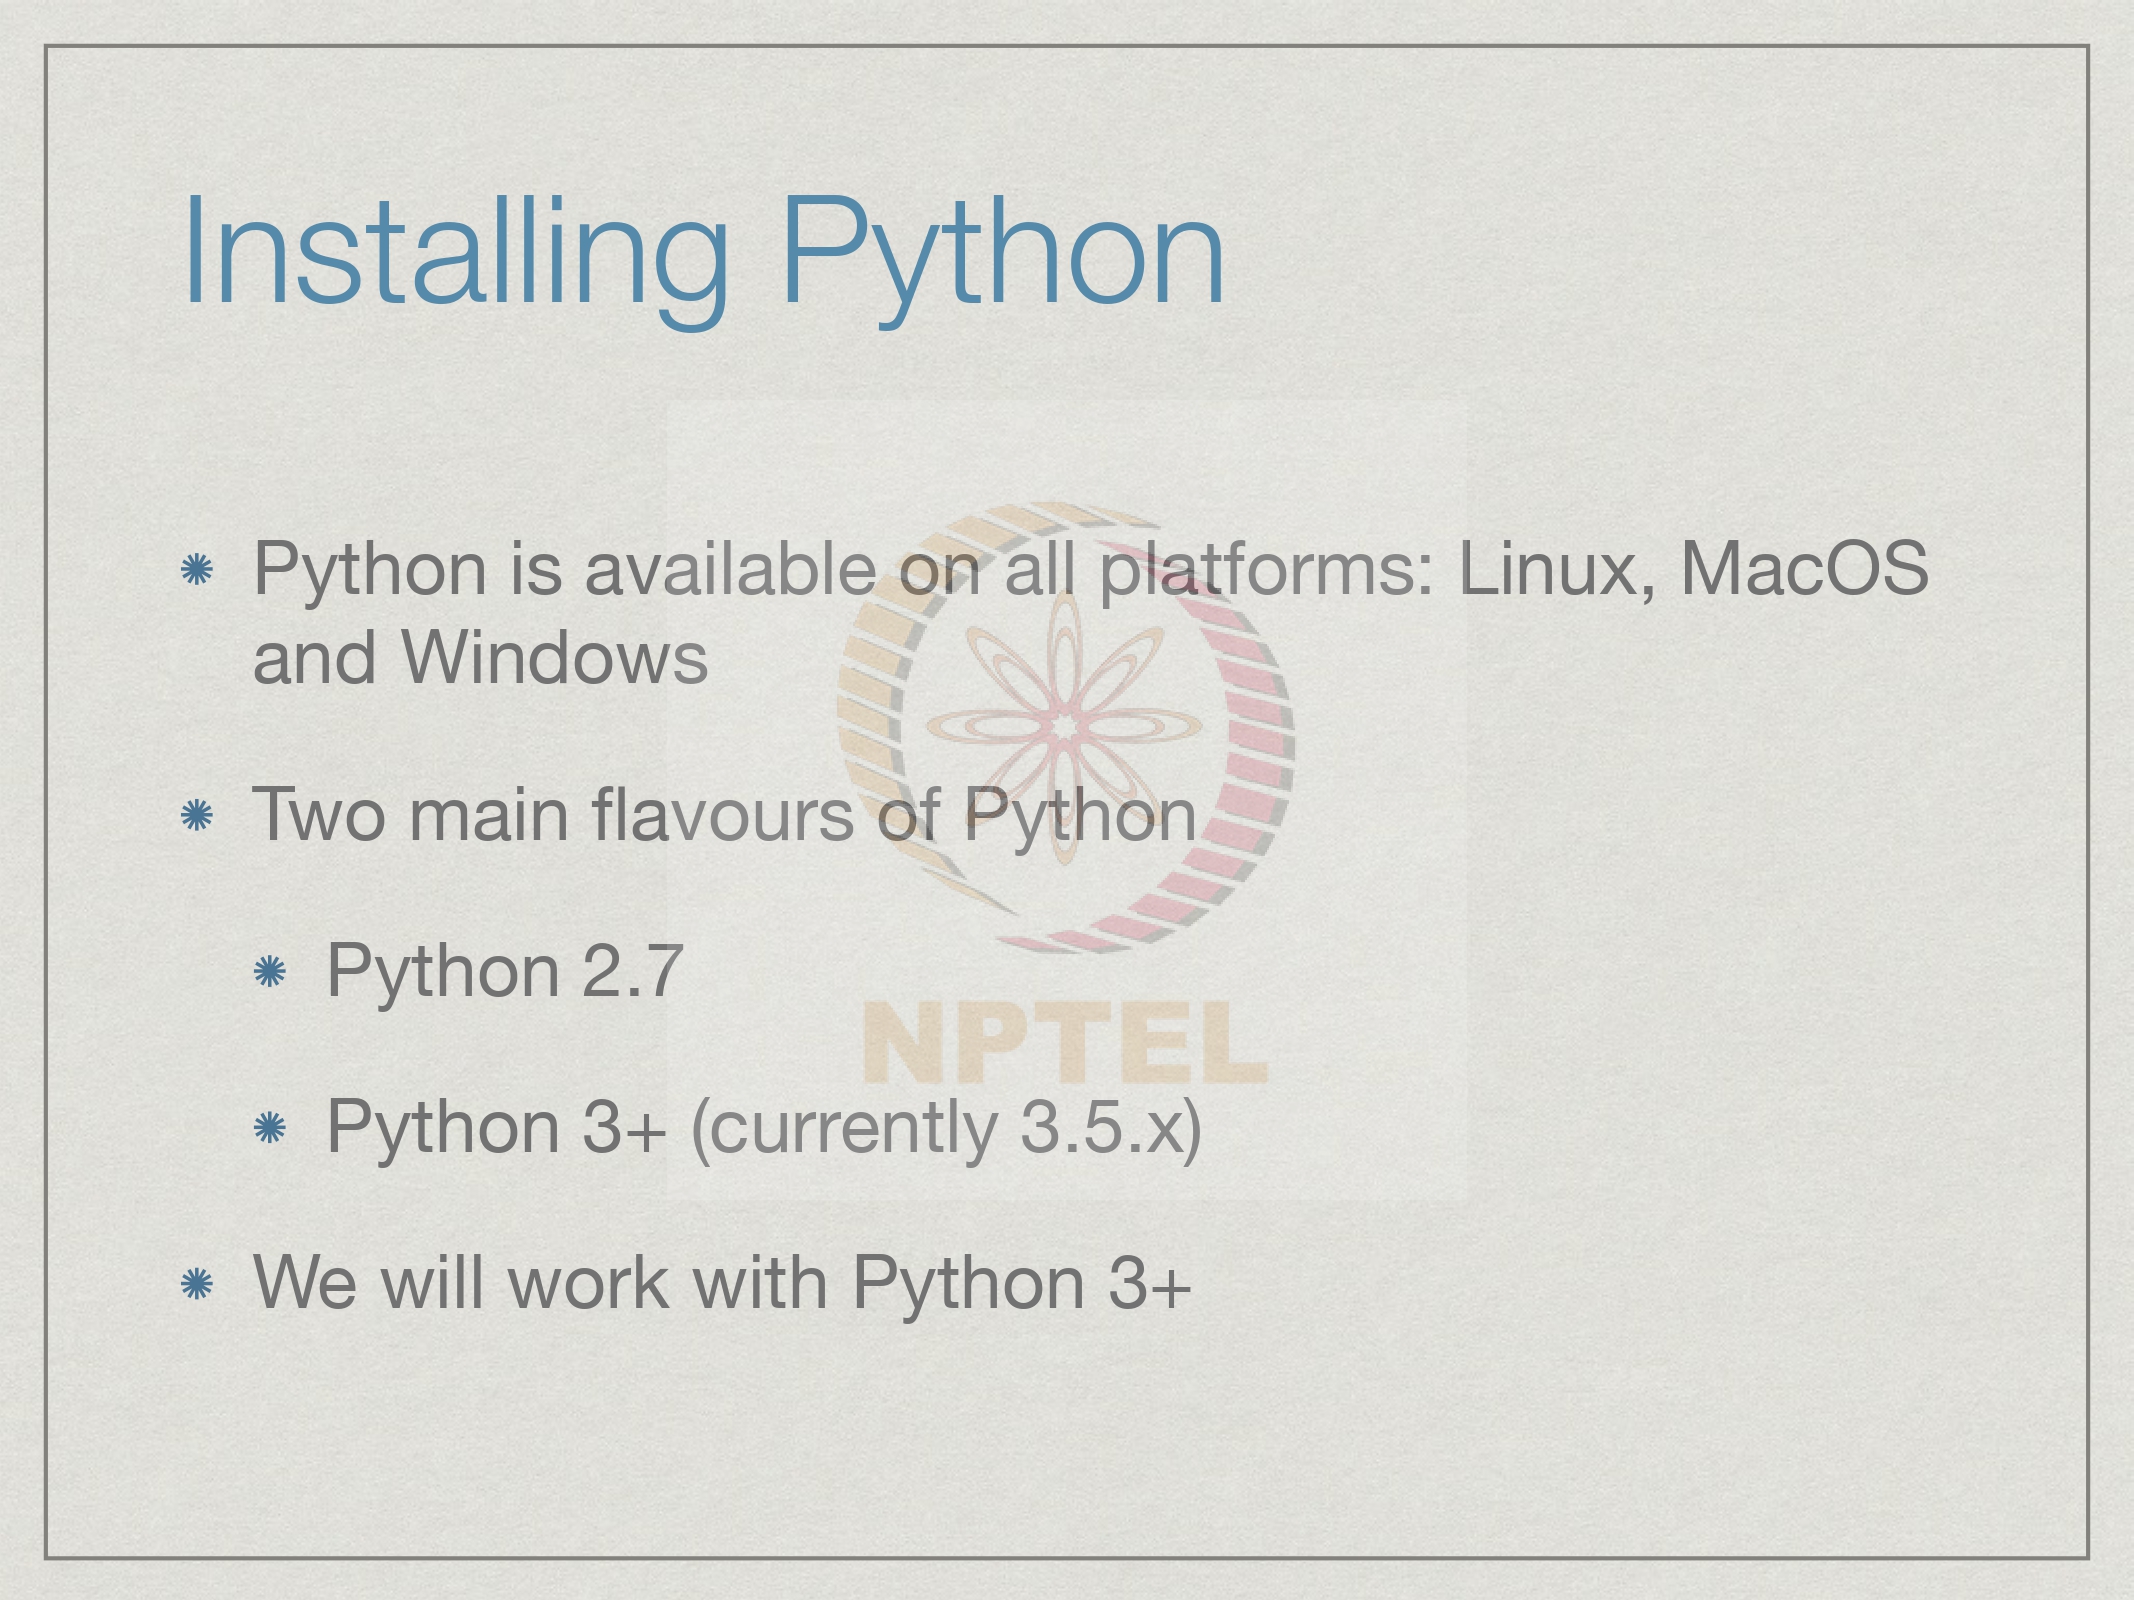 Installing Python
Python is available on all platforms: Linux, MacOS
and Windows
Two main flavours of Python
Python 2.7
NPTEL
Python 3+ (currently 3.5.x)
We will work with Python 3+